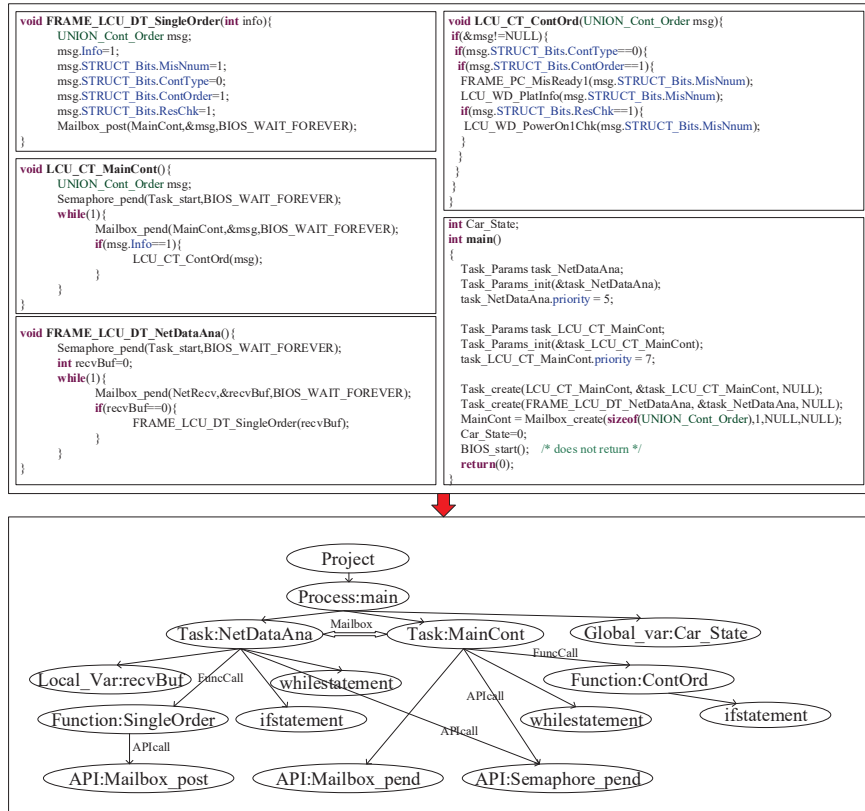 void FRAME_LCU_DT_SingleOrder(int info){
UNION_Cont_Order msg;
msg.Info=1;
msg.STRUCT_Bits.MisNnum=1;
msg.STRUCT_Bits.ContType=0;
msg.STRUCT_Bits.ContOrder=1;
msg.STRUCT_Bits.ResChk=1;
Mailbox_post(MainCont,&msg,BIOS_WAIT_FOREVER);
}
void LCU_CT_MainCont(){
UNION_Cont_Order msg;
Semaphore_pend(Task_start,BIOS_WAIT_FOREVER);
while(1){
Mailbox_pend(MainCont,&msg,BIOS_WAIT_FOREVER);
if(msg.Info==1){
LCU_CT_ContOrd(msg);
}
}
}
void FRAME_LCU_DT_NetDataAna(){
Semaphore_pend(Task_start,BIOS_WAIT_FOREVER);
int recvBuf=0;
while(1){
Mailbox_pend(NetRecv,&recvBuf,BIOS_WAIT_FOREVER);
if(recvBuf==0){
FRAME_LCU_DT_SingleOrder(recvBuf);
}
}
}
void LCU_CT_ContOrd(UNION_Cont_Order msg){
if(&msg!=NULL){
if(msg.STRUCT_Bits.ContType==0){
if(msg.STRUCT_Bits.ContOrder==1){
FRAME_PC_MisReady1(msg.STRUCT_Bits.MisNnum);
LCU_WD_PlatInfo(msg.STRUCT_Bits.MisNnum);
if(msg.STRUCT_Bits.ResChk==1){
LCU_WD_PowerOn1Chk(msg.STRUCT_Bits.MisNnum);
}
}
}
}
}
int Car_State;
int main()
{
Task_Params task_NetDataAna;
Task_Params_init(&task_NetDataAna);
task_NetDataAna.priority = 5;
Task_Params task_LCU_CT_MainCont;
Task_Params_init(&task_LCU_CT_MainCont);
task_LCU_CT_MainCont.priority = 7;
Task_create(LCU_CT_MainCont, &task_LCU_CT_MainCont, NULL);
Task_create(FRAME_LCU_DT_NetDataAna, &task_NetDataAna, NULL);
MainCont = Mailbox_create(sizeof(UNION_Cont_Order),1,NULL,NULL);
Car_State=0;
BIOS_start(); /* does not return */
return(0);
}
Project
Process:main
Mailbox
Task:NetDataAna
Task:MainCont
Global_var:Car_State
FuncCall
FuncCall
Local_Var:recvBuf
whilestatement
Function:ContOrd
APIcall
Function:SingleOrder
ifstatement
whilestatement
ifstatement
APIcall
APIcall
API:Mailbox_post
API:Mailbox_pend
API:Semaphore_pend